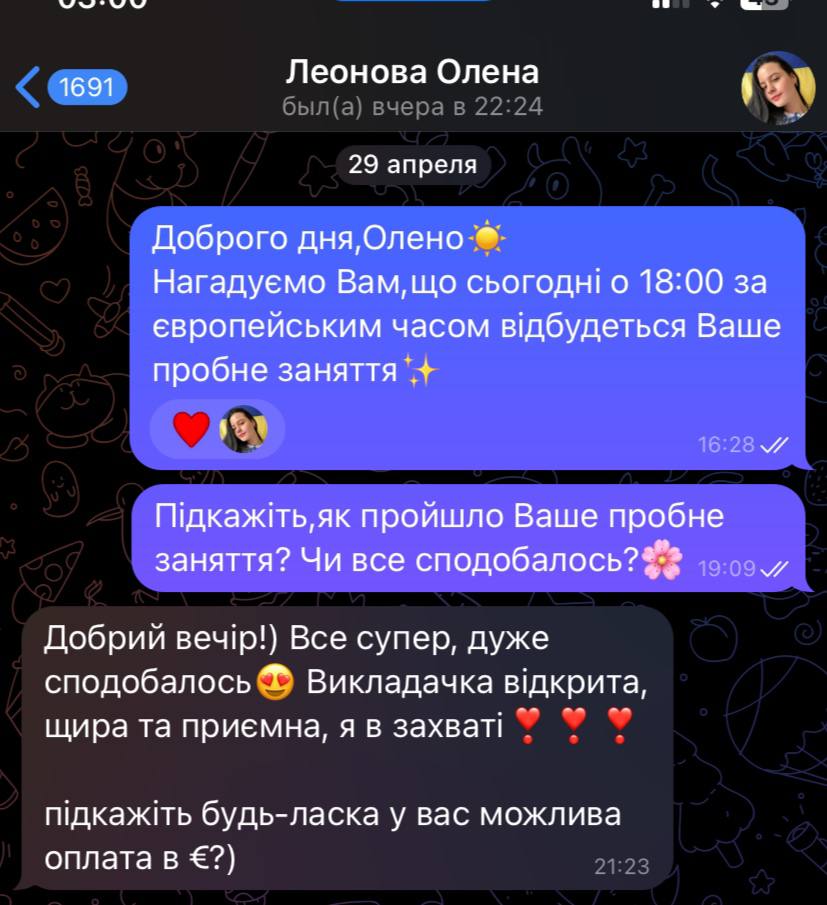 03:00
1691
Леонова Олена
был(а) вчера в 22:24
29 апреля
Доброго дня,Олено☀️
Нагадуємо Вам,що сьогодні о 18:00 за
європейським часом відбудеться Ваше
пробне заняття✨
16:28
Підкажіть,як пройшло Ваше пробне
заняття? Чи все сподобалось?🌸 19:09
Добрий вечір!) Все супер, дуже
сподобалось😍 Викладачка відкрита,
щира та приємна, я в захваті❣️❣️❣️
підкажіть будь-ласка у вас можлива
оплата в €?)
21:23